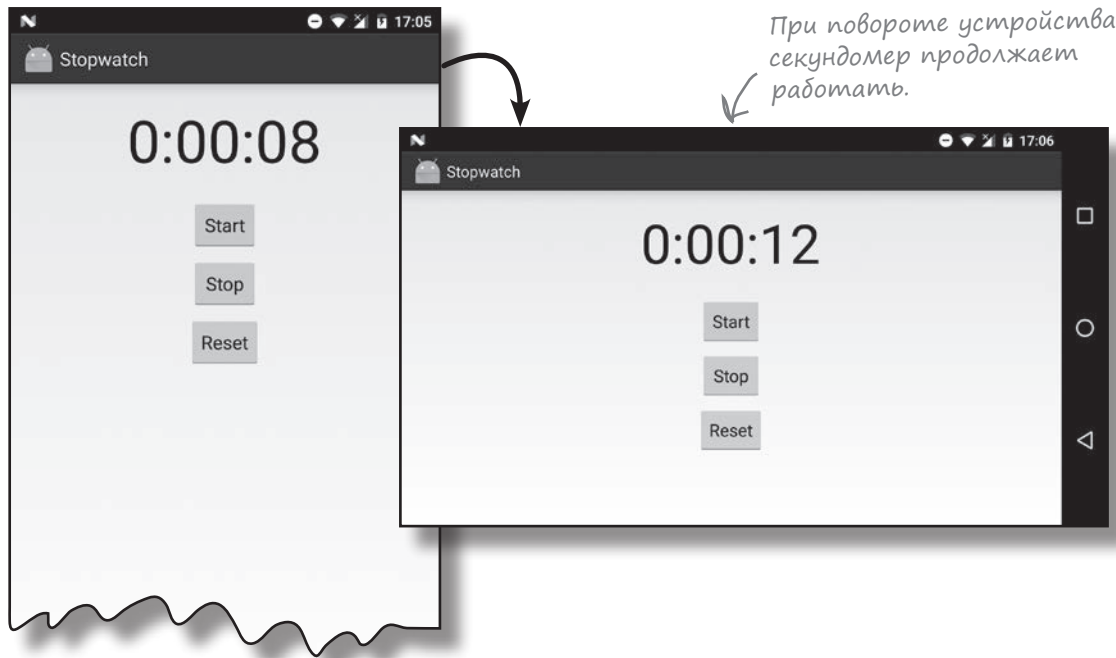 17:05
Stopwatch
0:00:08
Start
Stop
Reset
При повороте устройства
секундомер продолжает
работать.
17:06
Stopwatch
0:00:12
Start
Stop
Reset